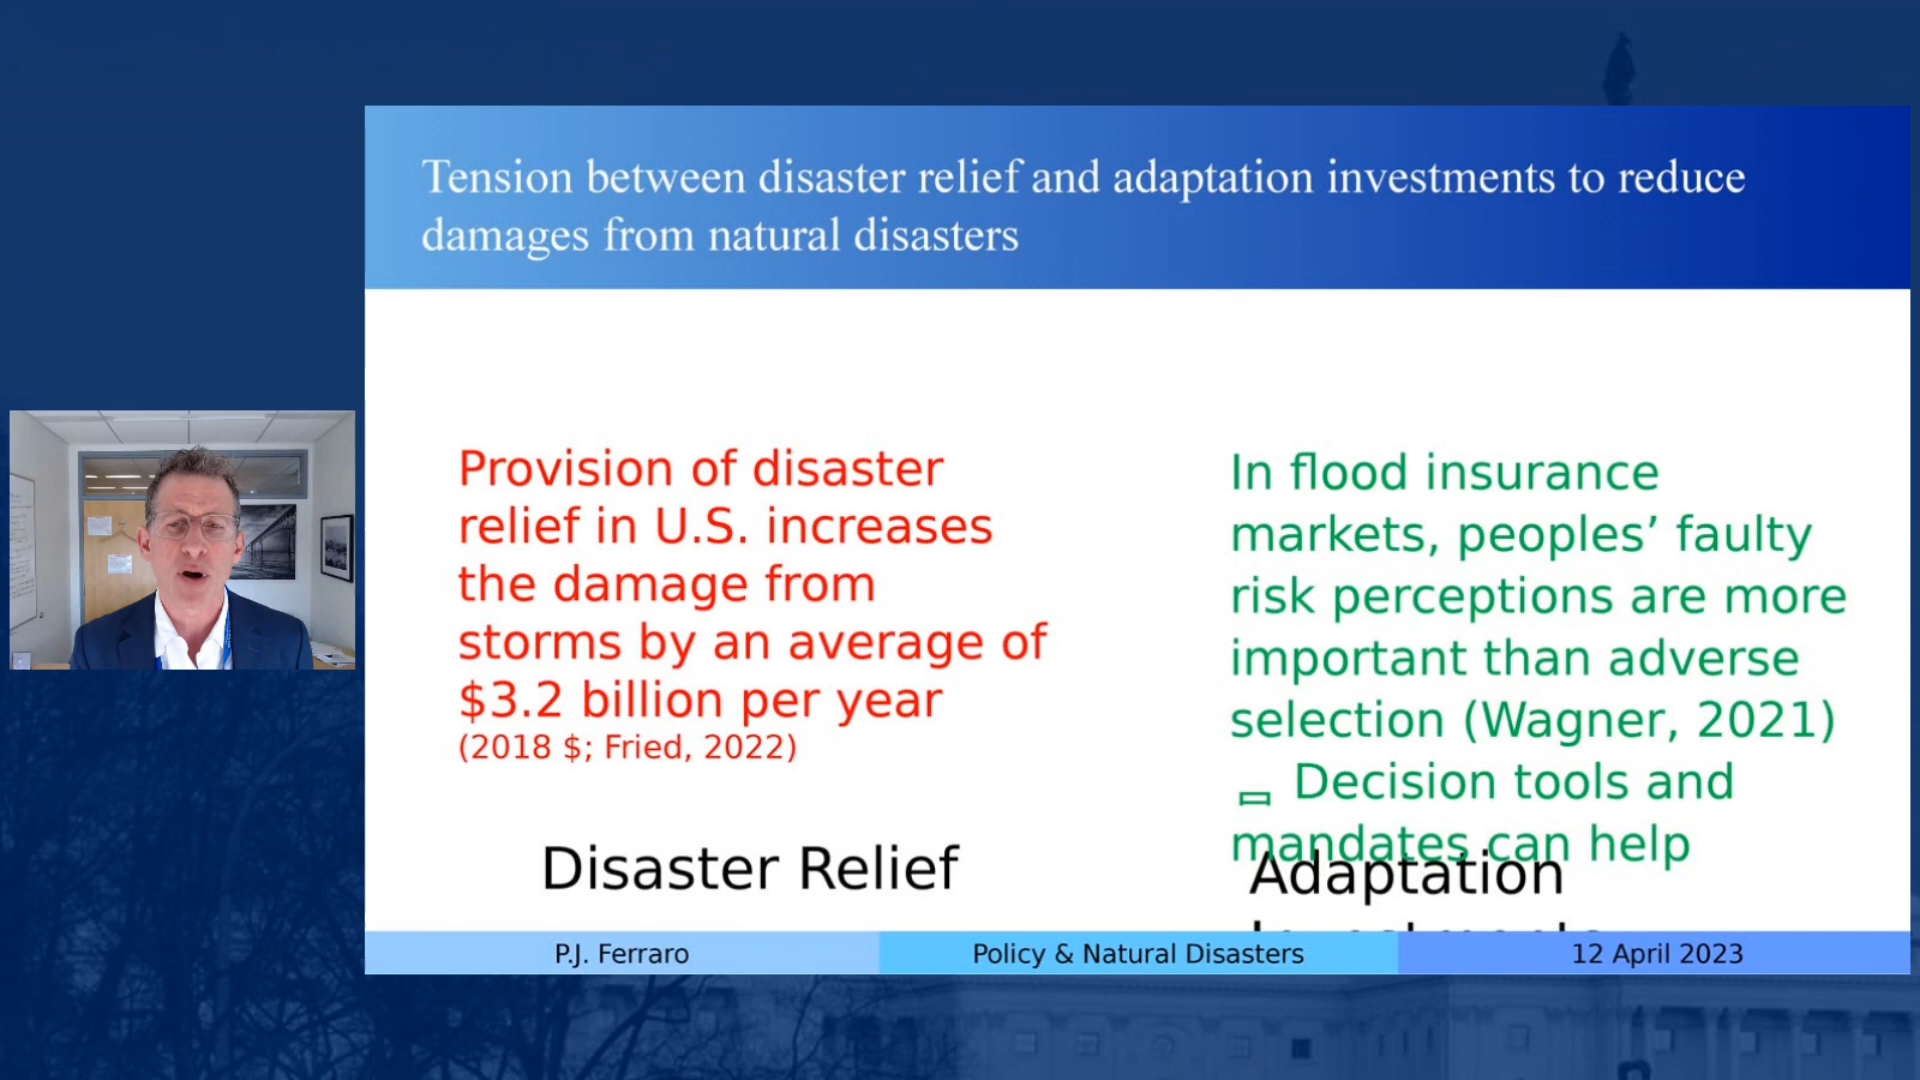 Tension between disaster relief and adaptation investments to reduce
damages from natural disasters
Provision of disaster
relief in U.S. increases
the damage from
storms by an average of
$3.2 billion per year
(2018 $; Fried, 2022)
Disaster Relief
In flood insurance
markets, peoples’ faulty
risk perceptions are more
important than adverse
selection (Wagner, 2021)
Decision tools and
mandates can help
Adaptation
P.J. Ferraro
Policy & Natural Disasters
12 April 2023